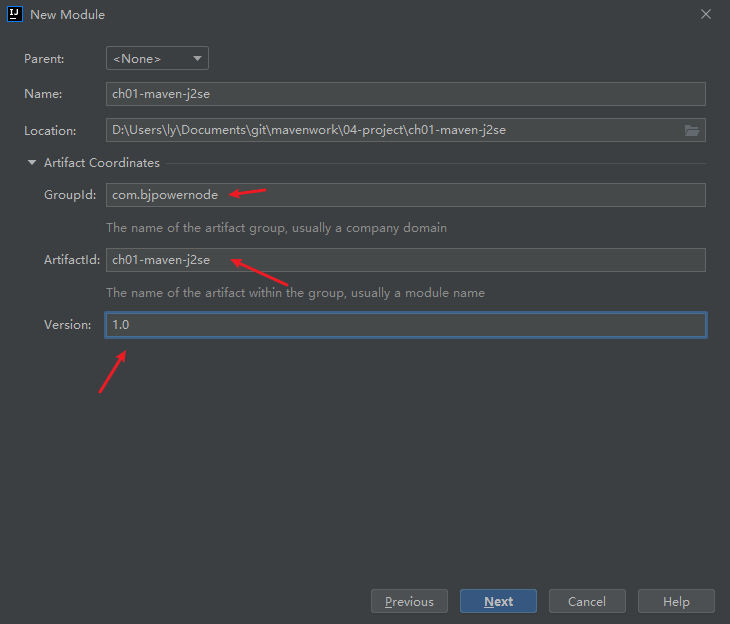 IJ New Module
Parent: <None>
Name: ch01-maven-j2se
Location: D:\Users\ly\Documents\git\mavenwork\04-project\ch01-maven-j2se
Artifact Coordinates
GroupId: com.bjpowernode
The name of the artifact group, usually a company domain
ArtifactId: ch01-maven-j2se
The name of the artifact within the group, usually a module name
Version: 1.0
Previous Next Cancel Help